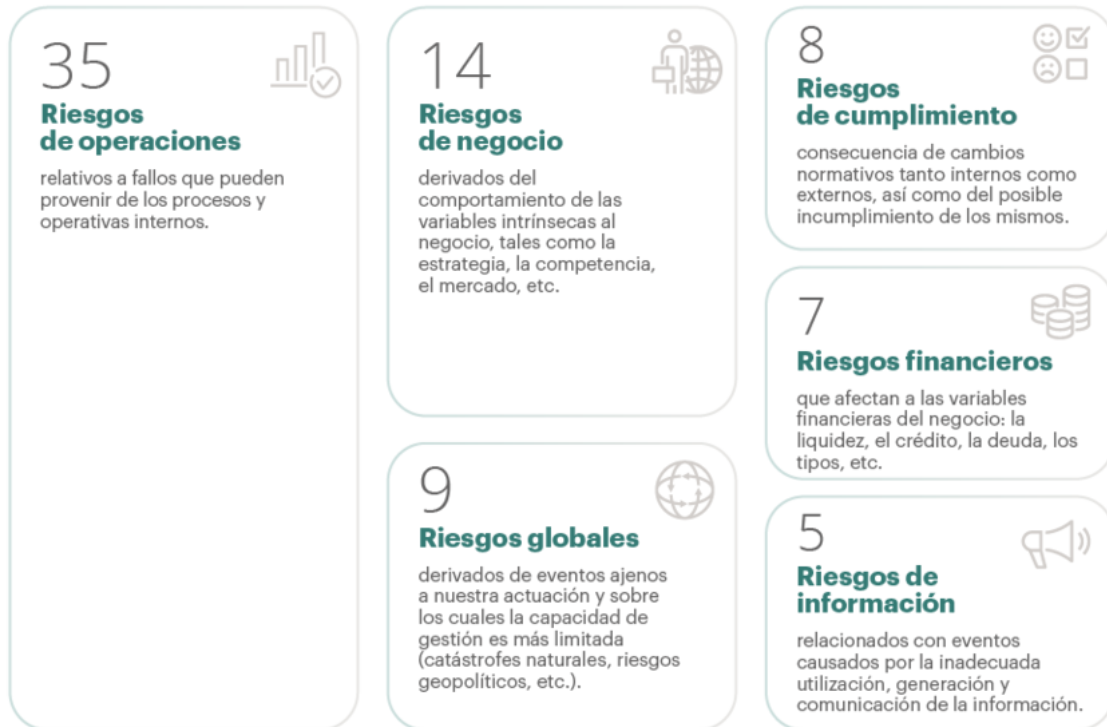 35
Riesgos
de operaciones
relativos a fallos que pueden
provenir de los procesos y
operativas internos.
14
Riesgos
de negocio
derivados del
comportamiento de las
variables intrínsecas al
negocio, tales como la
estrategia, la competencia,
el mercado, etc.
9
Riesgos globales
derivados de eventos ajenos
a nuestra actuación y sobre
los cuales la capacidad de
gestión es más limitada
(catástrofes naturales, riesgos
geopolíticos, etc.).
8
Riesgos
de cumplimiento
consecuencia de cambios
normativos tanto internos como
externos, así como del posible
incumplimiento de los mismos.
7
Riesgos financieros
que afectan a las variables
financieras del negocio: la
liquidez, el crédito, la deuda, los
tipos, etc.
5
Riesgos de
información
relacionados con eventos
causados por la inadecuada
utilización, generación y
comunicación de la información.